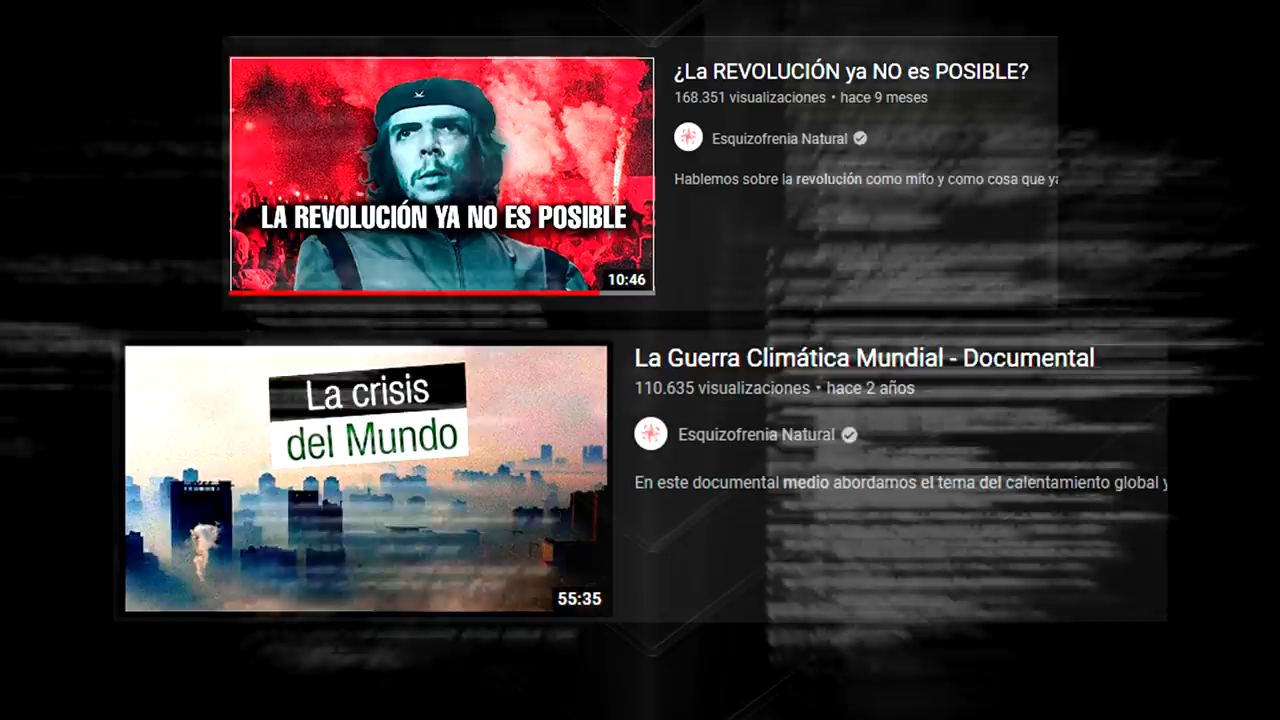 LA REVOLUCIÓN YA NO ES POSIBLE
10:46
¿La REVOLUCIÓN ya NO es POSIBLE?
168.351 visualizaciones • hace 9 meses
Esquizofrenia Natural
Hablemos sobre la revolución como mito y como cosa que ya
La crisis
del Mundo
55:35
La Guerra Climática Mundial - Documental
110.635 visualizaciones • hace 2 años
Esquizofrenia Natural
En este documental medio abordamos el tema del calentamiento global y